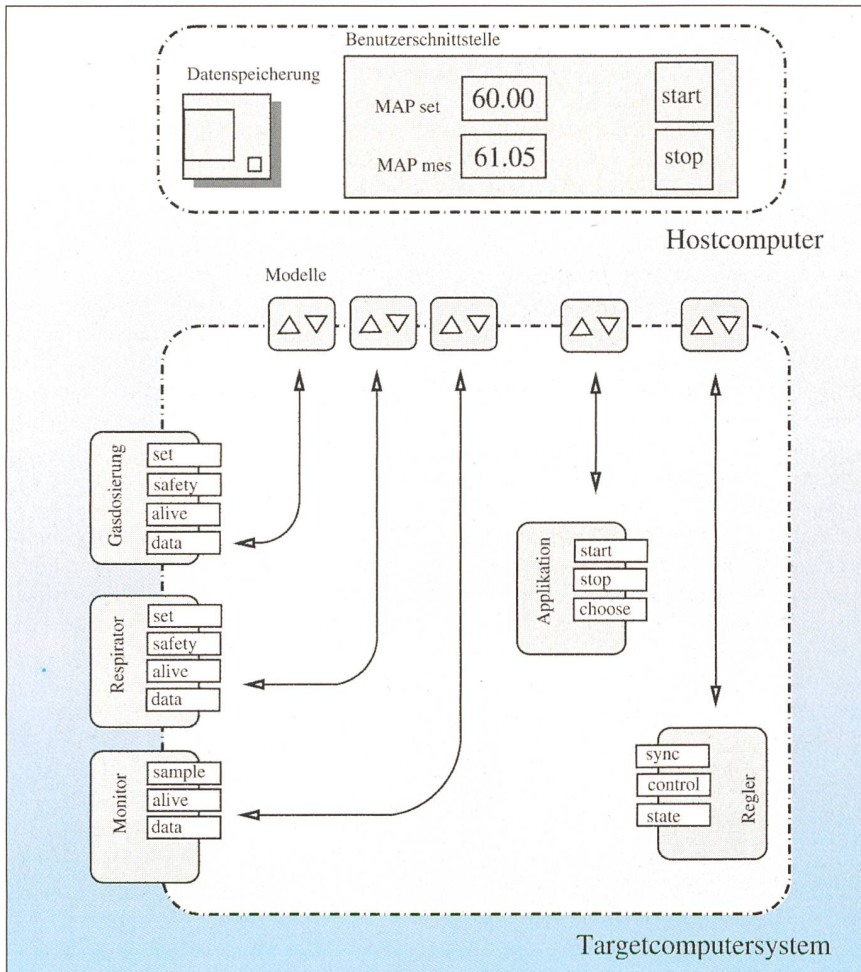 Benutzerschnittstelle
Datenspeicherung
MAP set
60.00
start
MAP mes
61.05
stop
Hostcomputer
Modelle
Gasdosierung
set
safety
alive
data
Respirator
set
safety
alive
data
Monitor
sample
alive
data
Applikation
start
stop
choose
Regler
sync
control
state
Targetcomputersystem